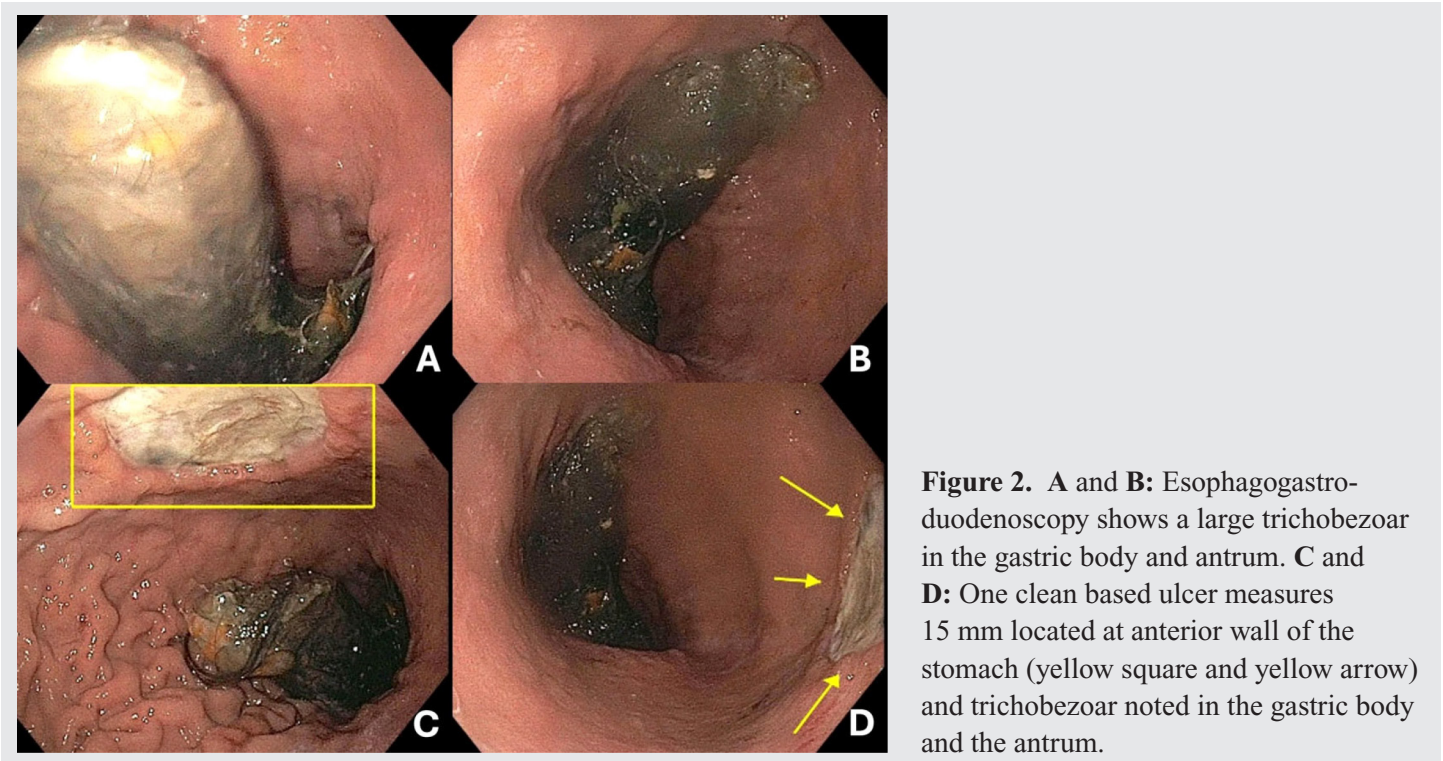 A
B
C
D
Figure 2. A and B: Esophagogastro-
duodenoscopy shows a large trichobezoar
in the gastric body and antrum. C and
D: One clean based ulcer measures
15 mm located at anterior wall of the
stomach (yellow square and yellow arrow)
and trichobezoar noted in the gastric body
and the antrum.